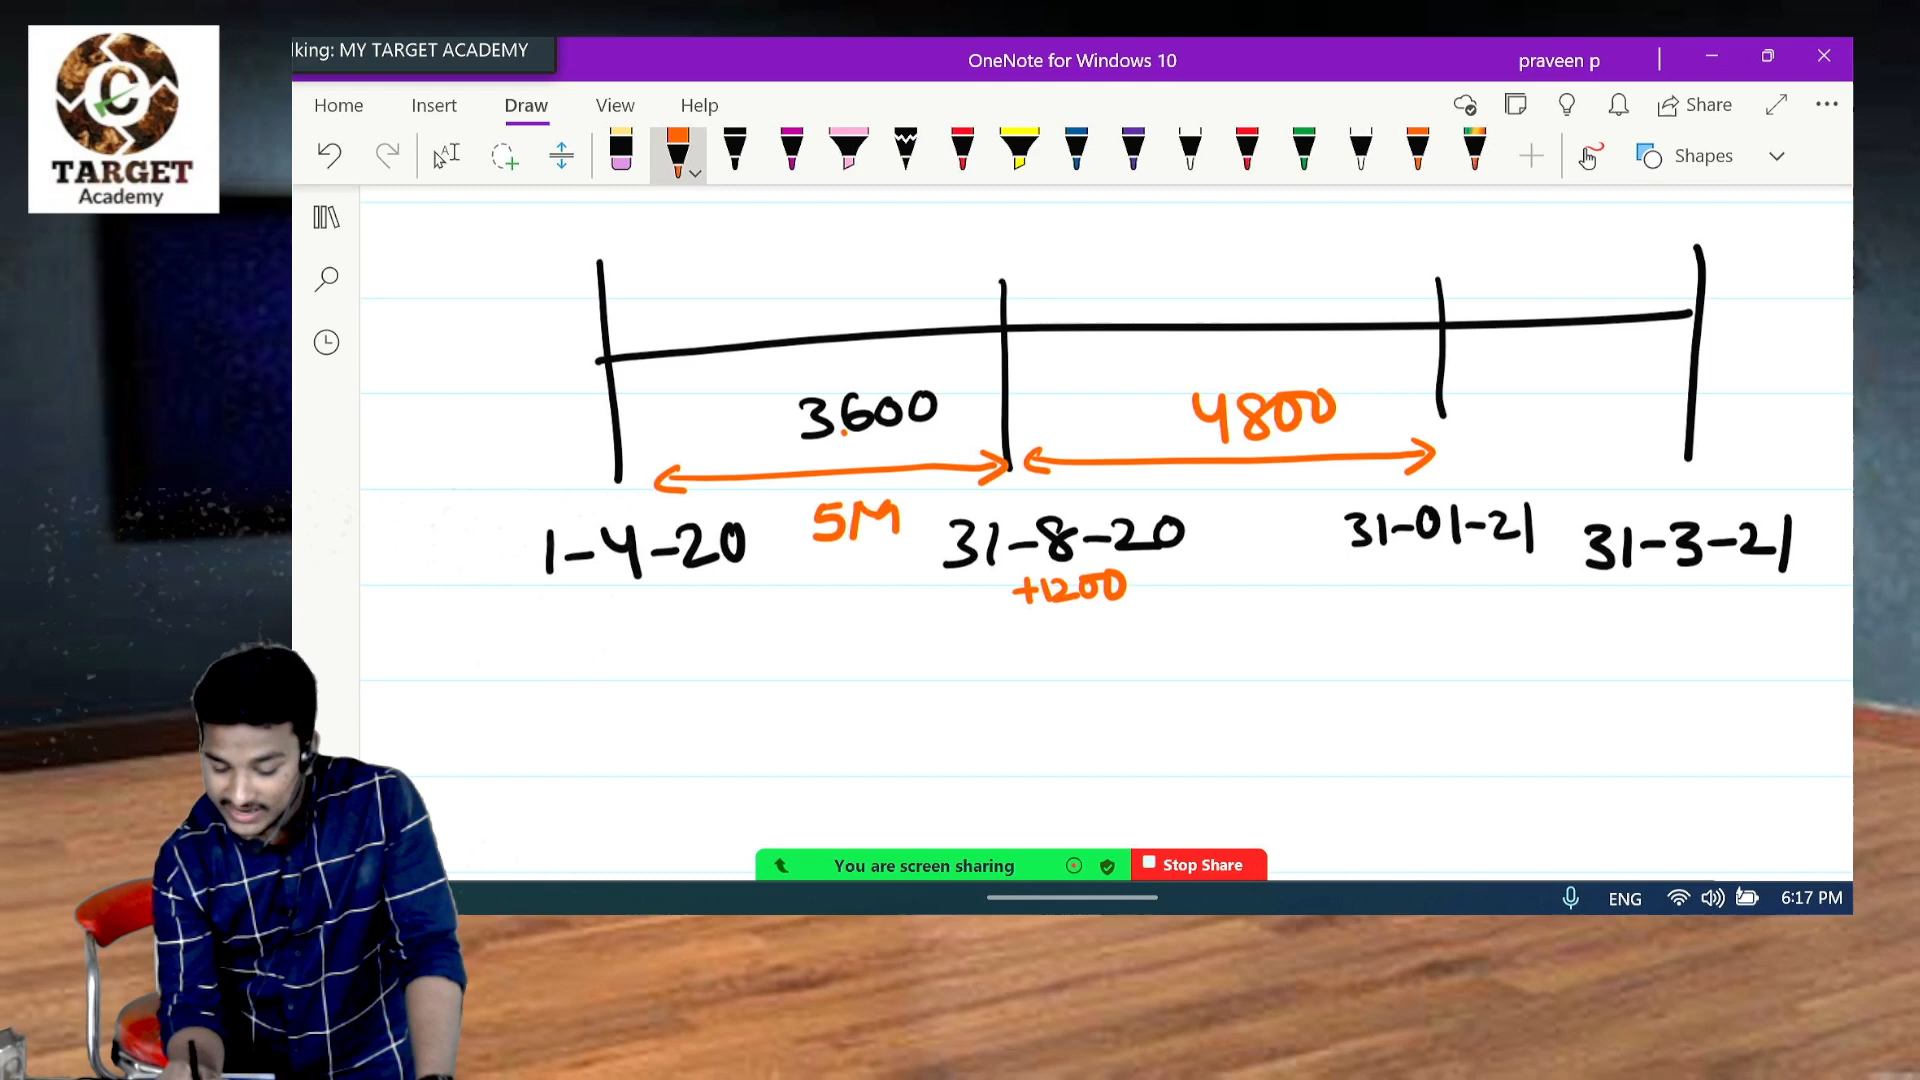 TARGET
Academy
lking: MY TARGET ACADEMY
OneNote for Windows 10
praveen p
Home
Insert
Draw
View
Help
Share
Shapes
3600
4800
5M
1-4-20
31-8-20
31-01-21
31-3-21
+1200
You are screen sharing
Stop Share
ENG
6:17 PM